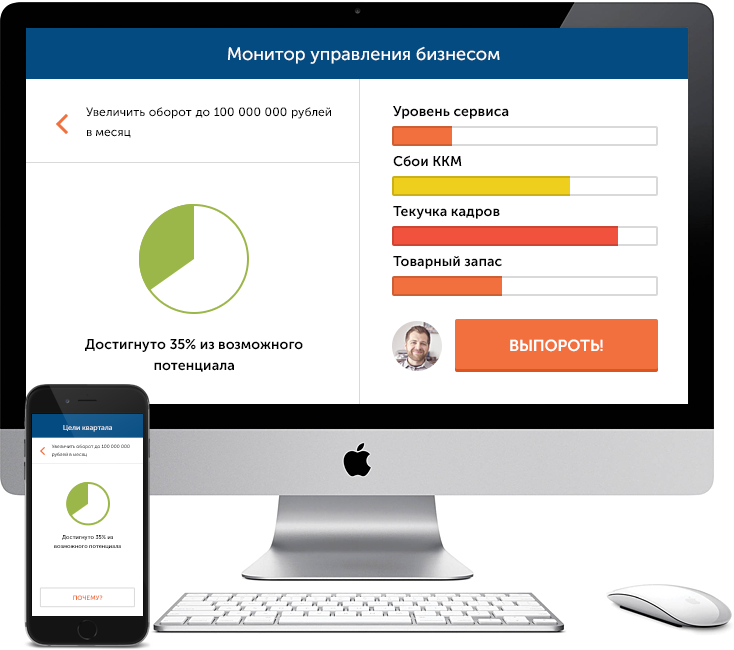 Монитор управления бизнесом
Увеличить оборот до 100 000 000 рублей
в месяц
Достигнуто 35% из возможного
потенциала
Уровень сервиса
Сбои ККМ
Текучка кадров
Товарный запас
ВЫПОРОТЬ!
Цели квартала
Увеличить оборот до 100 000 000
рублей в месяц
Достигнуто 35% из
возможного потенциала
ПОЧЕМУ?